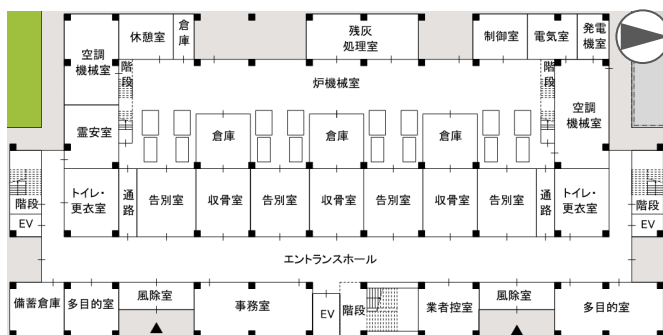 休憩室
倉
庫
残灰
処理室
制御室
電気室
発電
機室
空調
機械室
階
段
炉機械室
階
段
空調
機械室
倉庫
倉庫
倉庫
霊安室
階段
EV
トイレ・
更衣室
通
路
告別室
収骨室
告別室
収骨室
告別室
収骨室
告別室
通
路
トイレ・
更衣室
階段
EV
エントランスホール
備蓄倉庫
多目的室
風除室
事務室
EV
階段
業者控室
風除室
多目的室